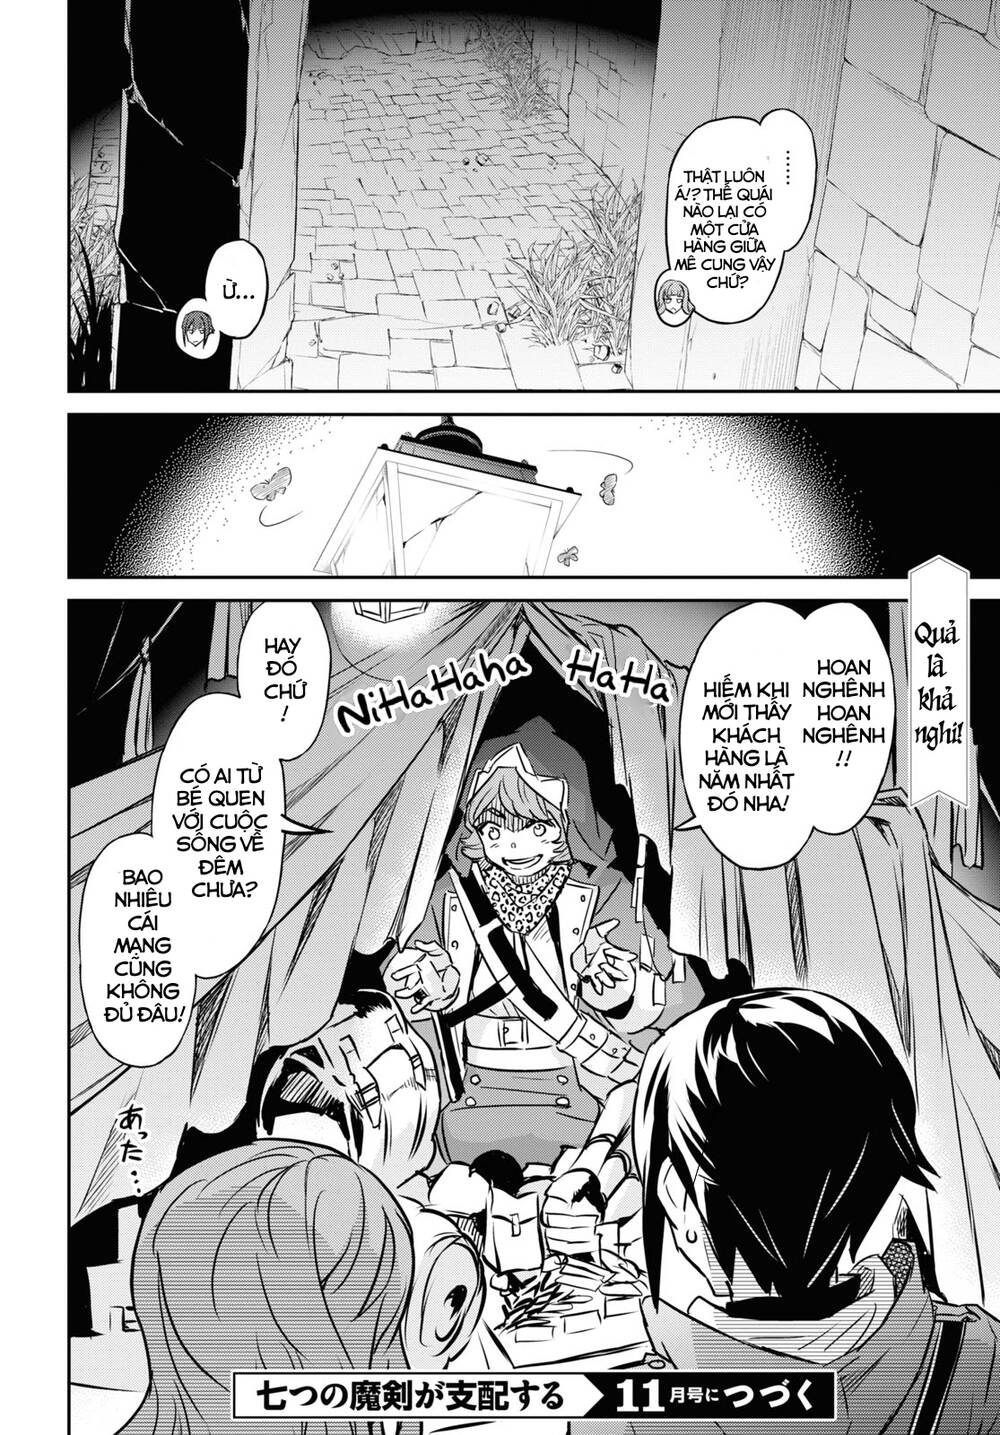 ......
THẬT LUÔN
Á!? THẾ QUÁI
NÀO LẠI CÓ
MỘT CỬA
HÀNG GIỮA
MÊ CUNG VẬY
CHỨ?
Ừ...
Quả
là
khả
nghi!
HOAN
NGHÊNH
HOAN
NGHÊNH
!!
HIẾM KHI
MỚI THẤY
KHÁCH
HÀNG LÀ
NĂM NHẤT
ĐÓ NHA!
NiHaHaha HaHa
HAY
ĐÓ
CHỨ
!
CÓ AI TỪ
BÉ QUEN
VỚI CUỘC
SỐNG VỀ
ĐÊM
CHƯA?
BAO
NHIÊU
CÁI
MẠNG
CŨNG
KHÔNG
ĐỦ ĐÂU!
あった…
七つの魔剣が支配する 11月号につづく